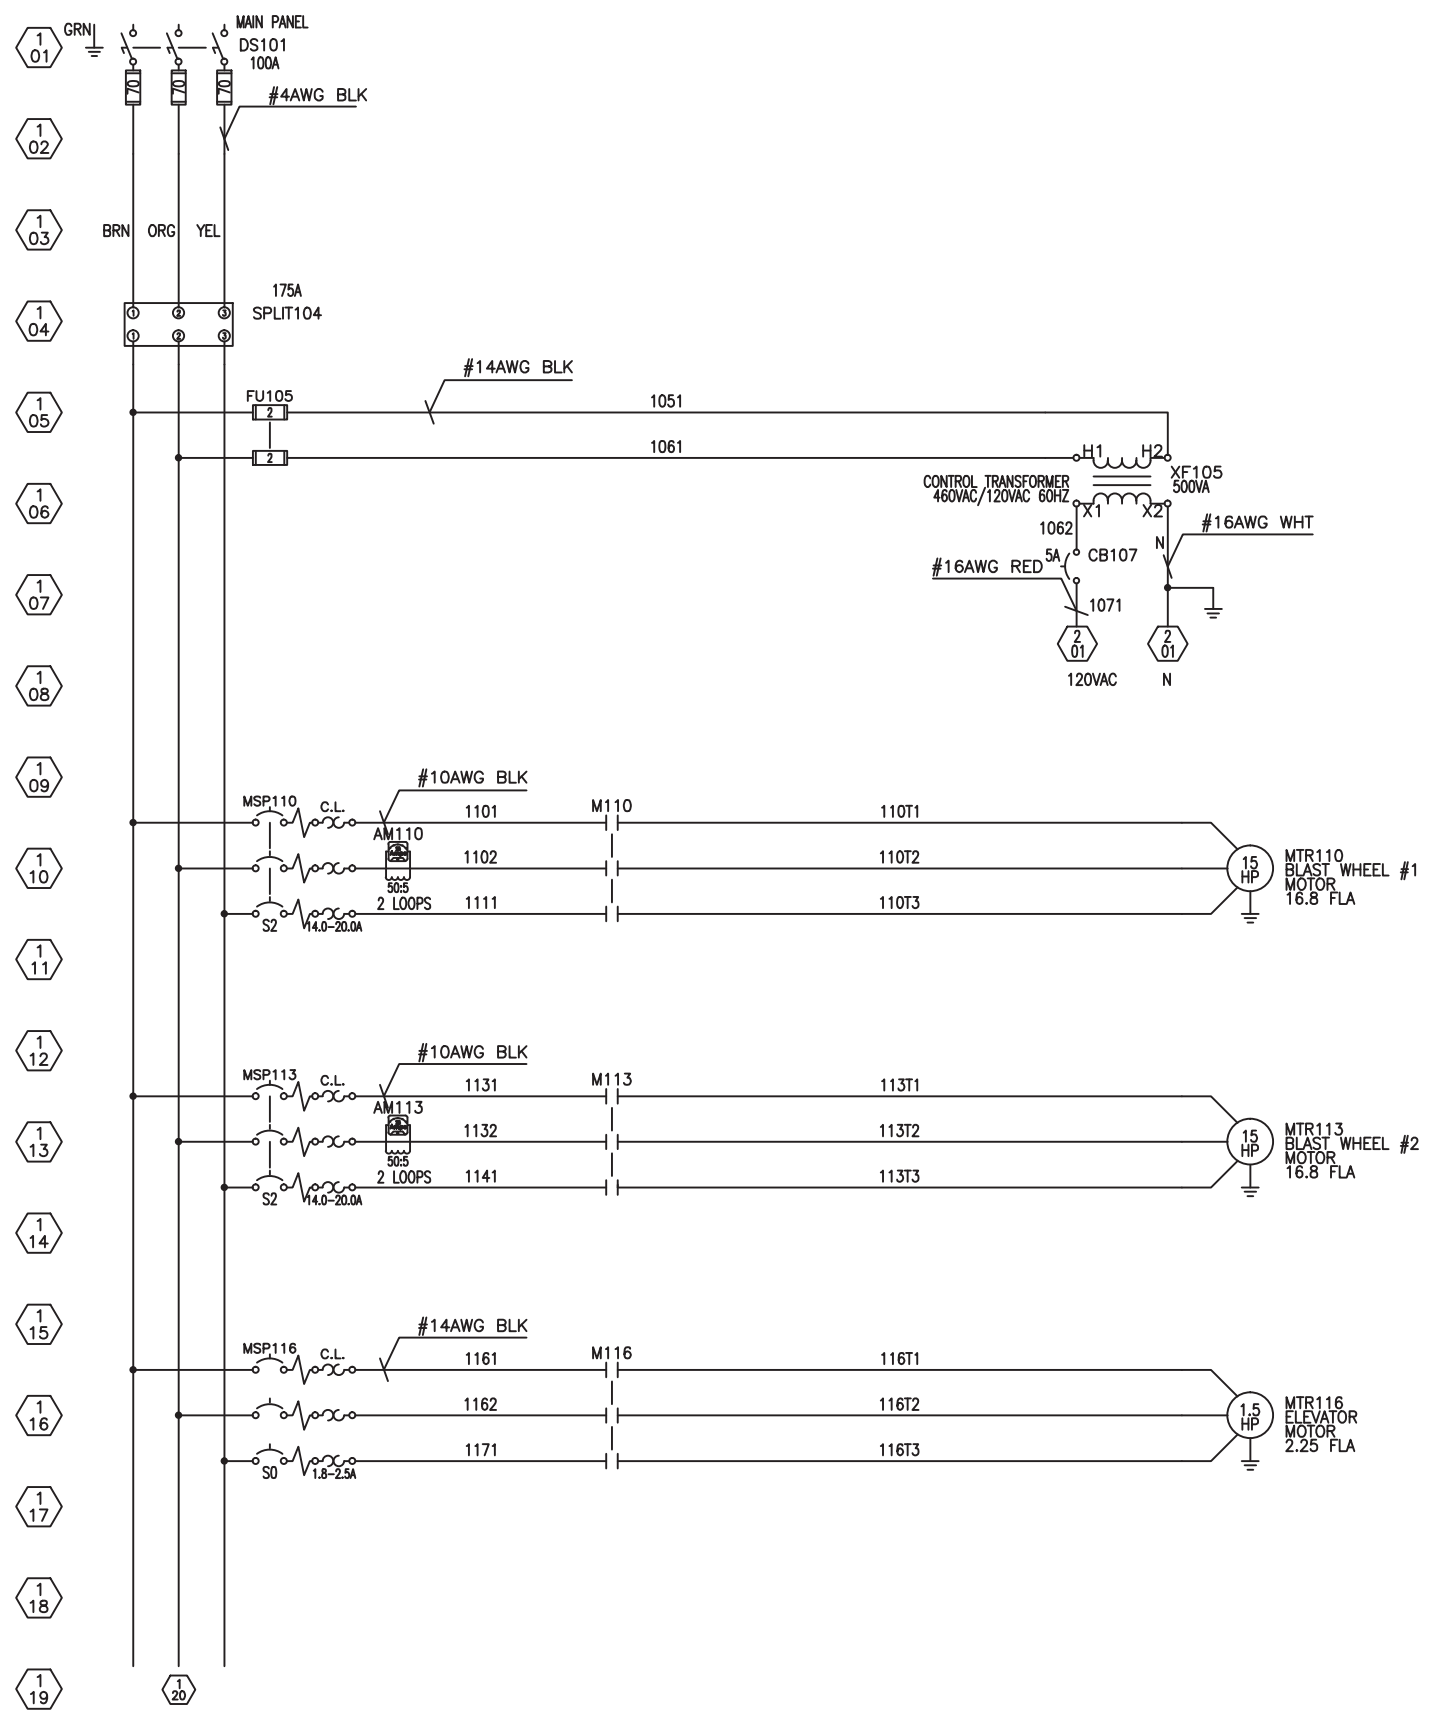 1
01
GRN
MAIN PANEL
DS101
100A
70
70
70
#4AWG BLK
1
02
1
03
BRN
ORG
YEL
175A
1
04
1
2
3
SPLIT104
1
2
3
#14AWG BLK
1
05
FU105
2
1051
2
1061
H1
H2
XF105
500VA
CONTROL TRANSFORMER
460VAC/120VAC 60HZ
1
06
X1
X2
1062
#16AWG WHT
N
5A
CB107
#16AWG RED
1
07
1071
2
01
2
01
1
08
120VAC
N
1
09
#10AWG BLK
MSP110
C.L.
1101
M110
110T1
AM110
1
10
1102
110T2
15
HP
MTR110
BLAST WHEEL #1
MOTOR
16.8 FLA
50:5
2 LOOPS
1111
110T3
S2
14.0-20.0A
1
11
1
12
#10AWG BLK
MSP113
C.L.
1131
M113
113T1
AM113
1
13
1132
113T2
15
HP
MTR113
BLAST WHEEL #2
MOTOR
16.8 FLA
50:5
2 LOOPS
1141
113T3
S2
14.0-20.0A
1
14
1
15
#14AWG BLK
MSP116
C.L.
1161
M116
116T1
1
16
1162
116T2
1.5
HP
MTR116
ELEVATOR
MOTOR
2.25 FLA
1171
116T3
S0
1.8-2.5A
1
17
1
18
1
19
1
20